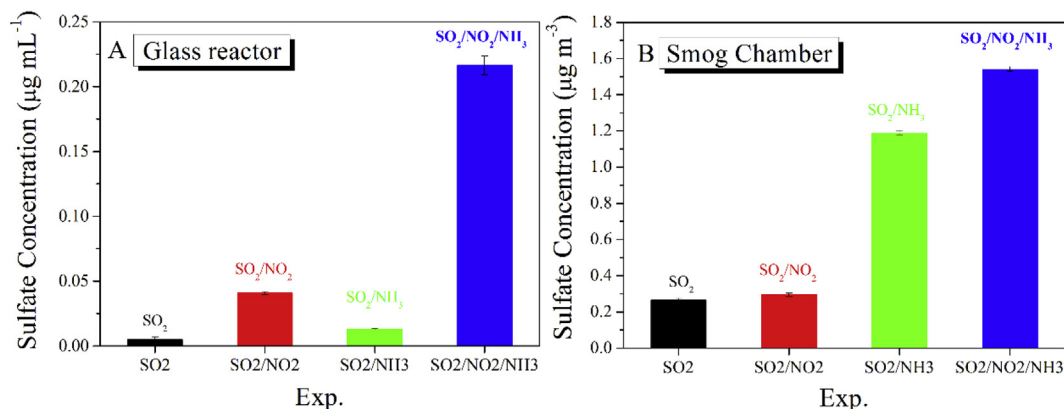 A Glass reactor
Sulfate Concentration (μg mL⁻¹)
0.25
0.20
0.15
0.10
0.05
0.00
SO₂
SO₂/NO₂
SO₂/NH₃
SO₂/NO₂/NH₃
SO2
SO2/NO2
SO2/NH3
SO2/NO2/NH3
Exp.
B Smog Chamber
Sulfate Concentration (μg m⁻³)
1.8
1.6
1.4
1.2
1.0
0.8
0.6
0.4
0.2
0.0
SO₂
SO₂/NO₂
SO₂/NH₃
SO₂/NO₂/NH₃
SO2
SO2/NO2
SO2/NH3
SO2/NO2/NH3
Exp.